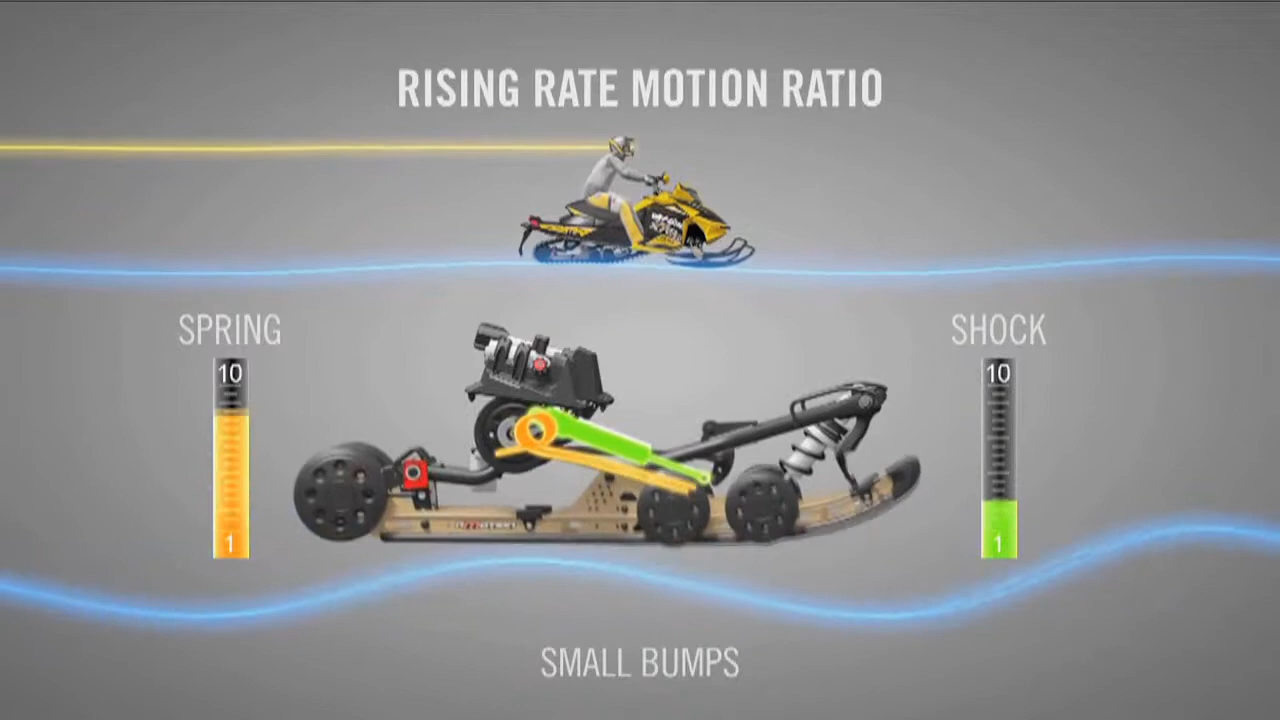 RISING RATE MOTION RATIO
SPRING
SHOCK
10
10
1
1
SMALL BUMPS